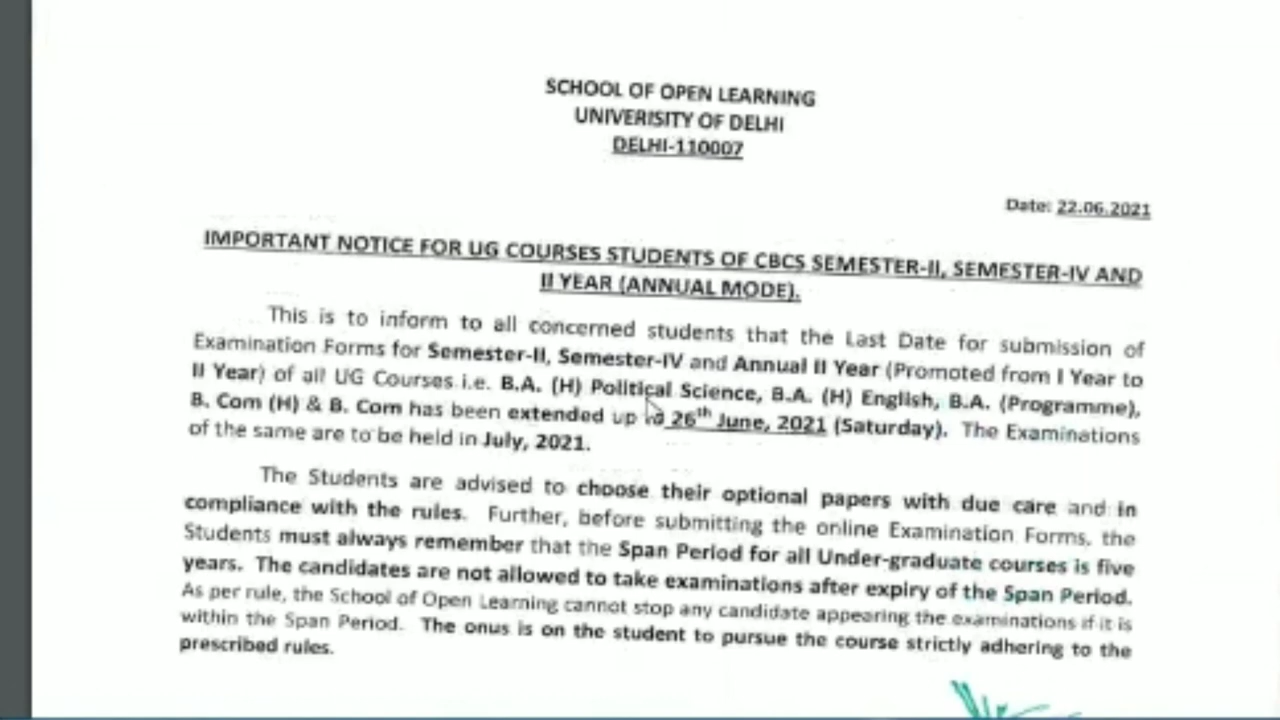 SCHOOL OF OPEN LEARNING
UNIVERISITY OF DELHI
DELHI-110007
Date: 22.06.2021
IMPORTANT NOTICE FOR UG COURSES STUDENTS OF CBCS SEMESTER-II, SEMESTER-IV AND
II YEAR (ANNUAL MODE).
This is to inform to all concerned students that the Last Date for submission of
Examination Forms for Semester-II, Semester-IV and Annual II Year (Promoted from I Year to
II Year) of all UG Courses i.e. B.A. (H) Political Science, B.A. (H) English, B.A. (Programme),
B. Com (H) & B. Com has been extended up to 26th June, 2021 (Saturday). The Examinations
of the same are to be held in July, 2021.
The Students are advised to choose their optional papers with due care and in
compliance with the rules. Further, before submitting the online Examination Forms, the
Students must always remember that the Span Period for all Under-graduate courses is five
years. The candidates are not allowed to take examinations after expiry of the Span Period.
As per rule, the School of Open Learning cannot stop any candidate appearing the examinations if it is
within the Span Period. The onus is on the student to pursue the course strictly adhering to the
prescribed rules.